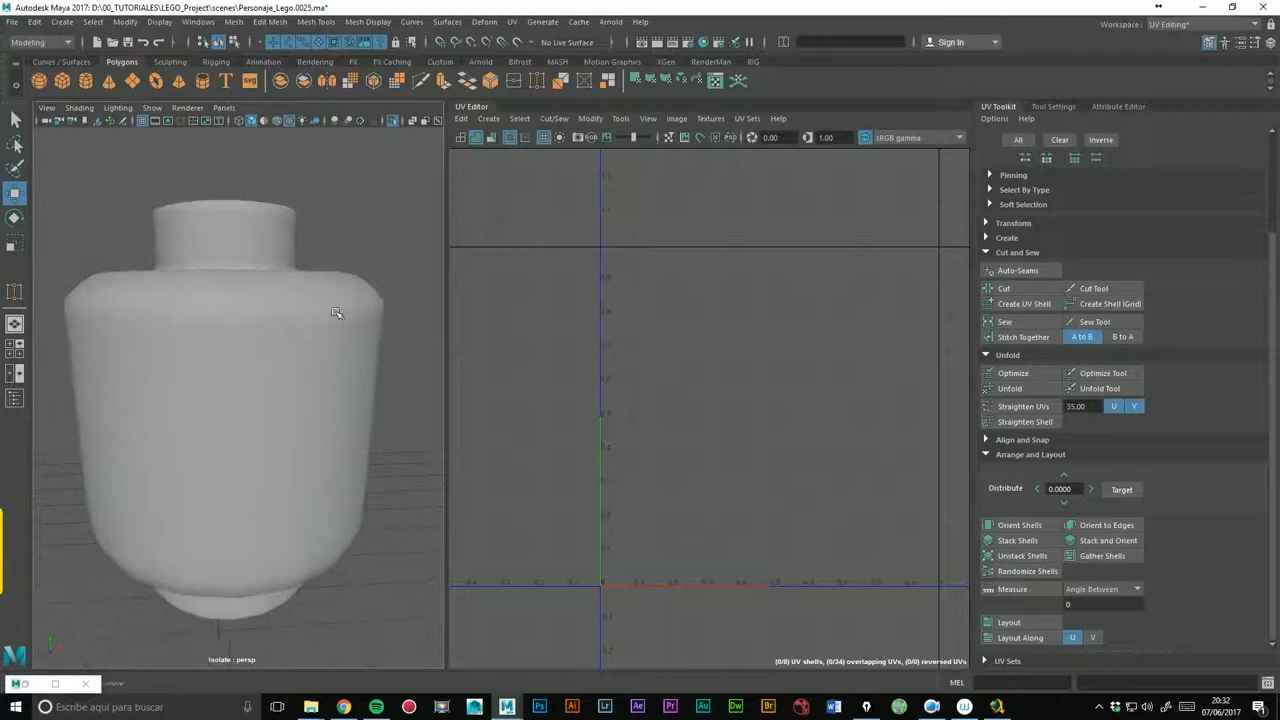 Autodesk Maya 2017: D:\00_TUTORIALES\LEGO_Project\scenes\Personaje_Lego.0025.ma*
File Edit Create Select Modify Display Windows Mesh Edit Mesh Mesh Tools Mesh Display Curves Surfaces Deform UV Generate Cache Arnold Help
Workspace : UV Editing*
Modeling No Live Surface Sign In
Curves / Surfaces Polygons Sculpting Rigging Animation Rendering FX FX Caching Custom Arnold Bifrost MASH Motion Graphics XGen RenderMan RIG
View Shading Lighting Show Renderer Panels
UV Editor
Edit Create Select Cut/Sew Modify Tools View Image Textures UV Sets Help
0.00 1.00 sRGB gamma
UV Toolkit Tool Settings Attribute Editor
Options Help
All Clear Inverse
Pinning
Select By Type
Soft Selection
Transform
Create
Cut and Sew
Auto-Seams
Cut Cut Tool
Create UV Shell Create Shell (Grid)
Sew Sew Tool
Stitch Together A to B B to A
Unfold
Optimize Optimize Tool
Unfold Unfold Tool
Straighten UVs 35.00 U V
Straighten Shell
Align and Snap
Arrange and Layout
Distribute 0.0000 Target
Orient Shells Orient to Edges
Stack Shells Stack and Orient
Unstack Shells Gather Shells
Randomize Shells
Measure Angle Between
0
Layout
Layout Along U V
UV Sets
Isolate : persp
(0/8) UV shells, (0/34) overlapping UVs, (0/0) reversed UVs
MEL
Escribe aquí para buscar
20:32
07/06/2017